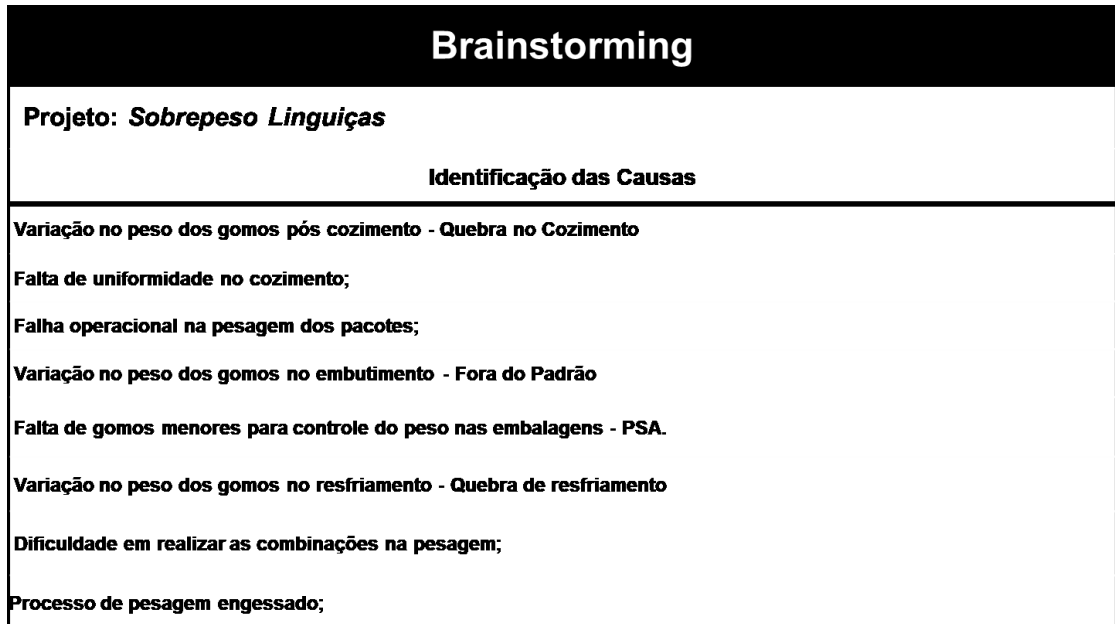 Brainstorming
Projeto: Sobrepeso Linguiças
Identificação das Causas
Variação no peso dos gomos pós cozimento - Quebra no Cozimento
Falta de uniformidade no cozimento;
Falha operacional na pesagem dos pacotes;
Variação no peso dos gomos no embutimento - Fora do Padrão
Falta de gomos menores para controle do peso nas embalagens - PSA.
Variação no peso dos gomos no resfriamento - Quebra de resfriamento
Dificuldade em realizar as combinações na pesagem;
Processo de pesagem engessado;